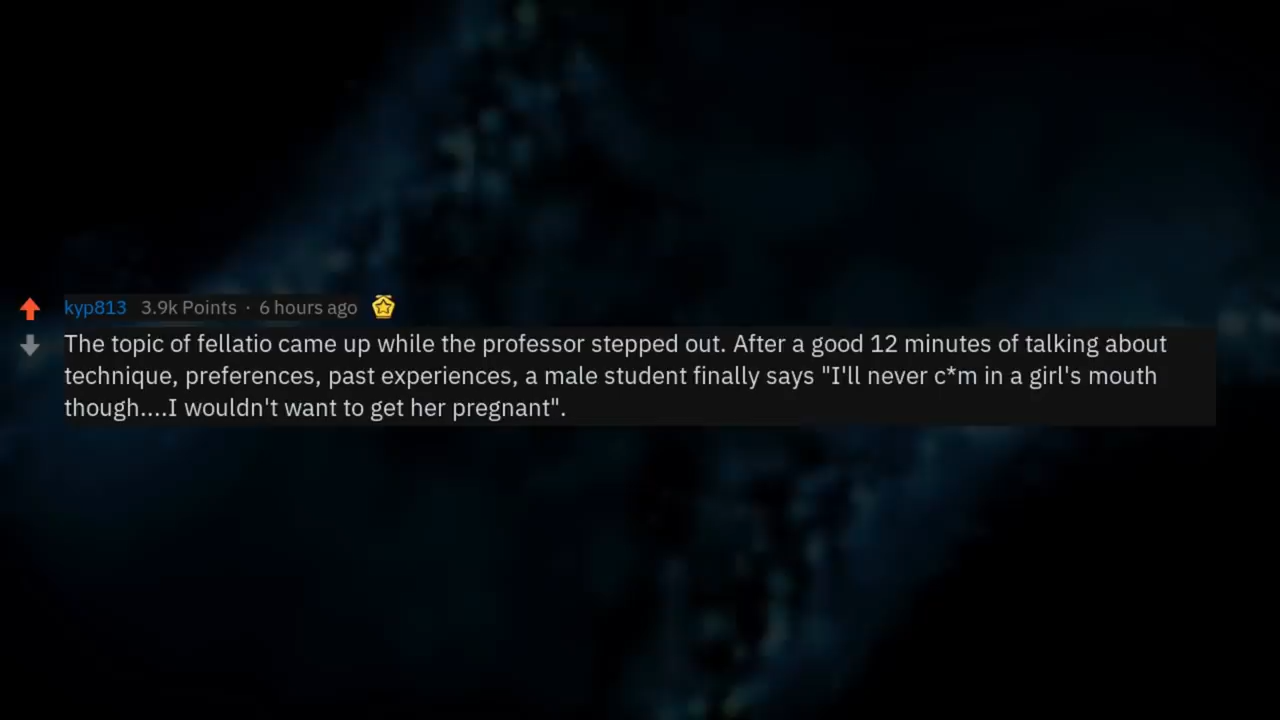 kyp813 3.9k Points · 6 hours ago
The topic of fellatio came up while the professor stepped out. After a good 12 minutes of talking about
technique, preferences, past experiences, a male student finally says "I'll never c*m in a girl's mouth
though....I wouldn't want to get her pregnant".